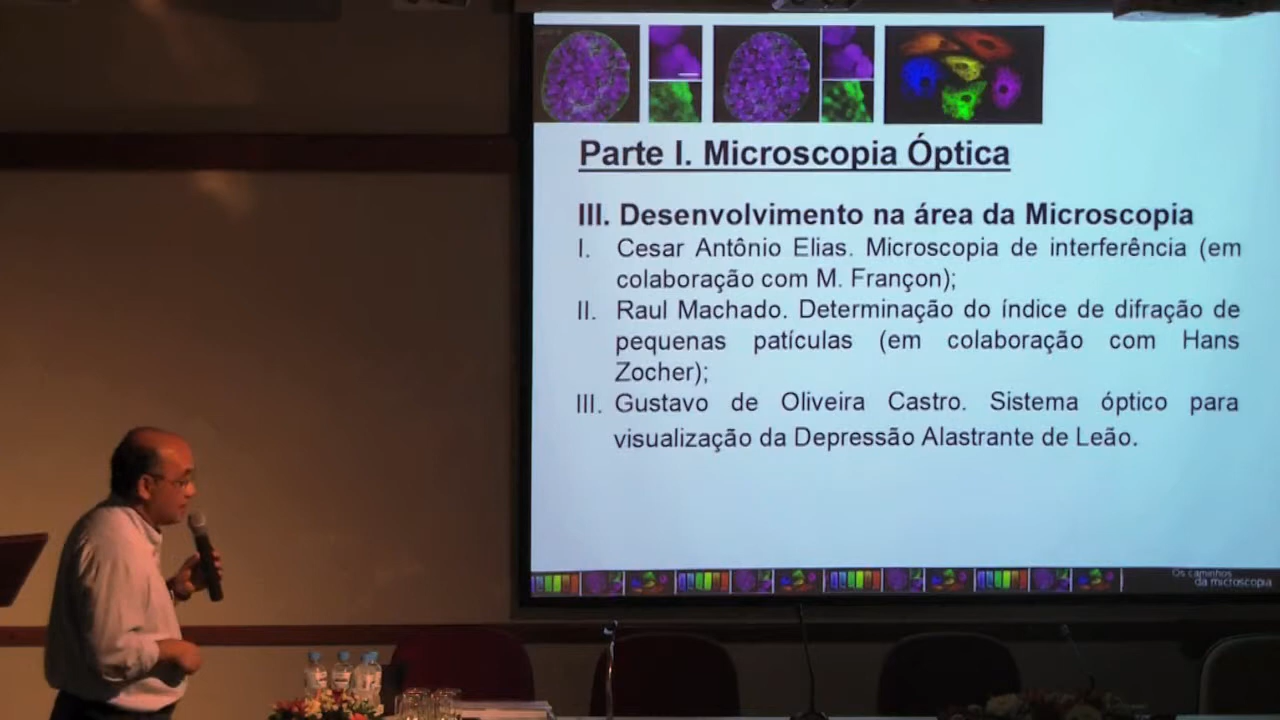 Parte I. Microscopia Óptica
III. Desenvolvimento na área da Microscopia
I. Cesar Antônio Elias. Microscopia de interferência (em
colaboração com M. Françon);
II. Raul Machado. Determinação do índice de difração de
pequenas patículas (em colaboração com Hans
Zocher);
III. Gustavo de Oliveira Castro. Sistema óptico para
visualização da Depressão Alastrante de Leão.
Os caminhos
da microscopia